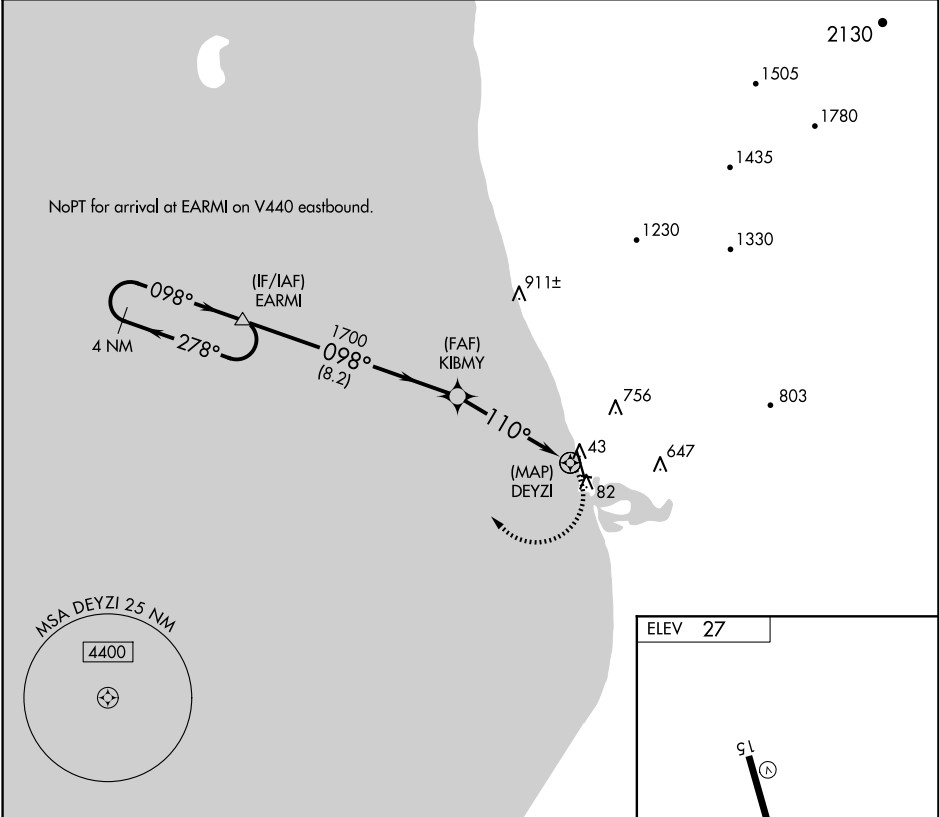 2130
1505
1780
1435
NoPT for arrival at EARMI on V440 eastbound.
1230
1330
911±
(IF/IAF)
EARMI
098°
4 NM
278°
1700
098°
(8.2)
(FAF)
KIBMY
110°
756
803
43
647
(MAP)
DEYZI
82
MSA DEYZI 25 NM
4400
ELEV 27
15
V